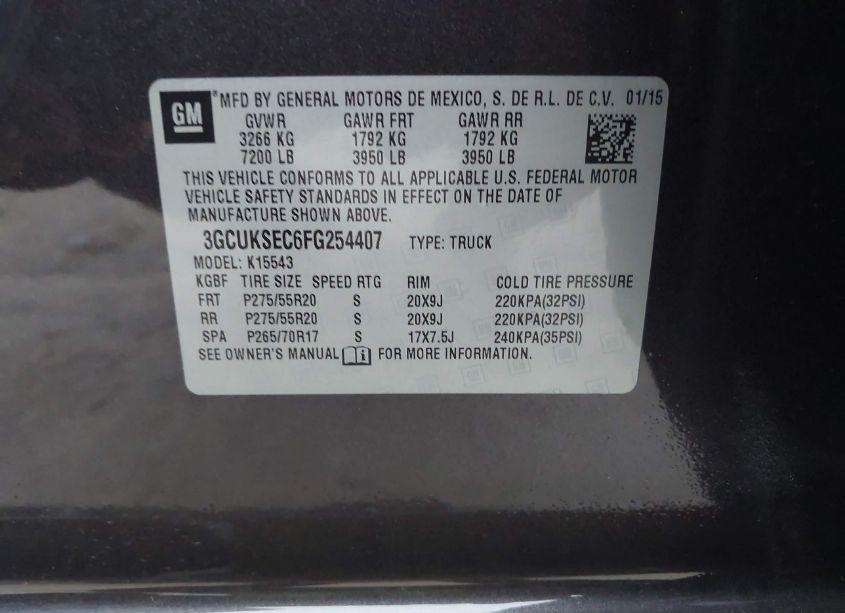 GM
® MFD BY GENERAL MOTORS DE MEXICO, S. DE R.L. DE C.V. 01/15
GVWR GAWR FRT GAWR RR
3266 KG 1792 KG 1792 KG
7200 LB 3950 LB 3950 LB
THIS VEHICLE CONFORMS TO ALL APPLICABLE U.S. FEDERAL MOTOR
VEHICLE SAFETY STANDARDS IN EFFECT ON THE DATE OF
MANUFACTURE SHOWN ABOVE.
3GCUKSEC6FG254407 TYPE: TRUCK
MODEL: K15543
KGBF TIRE SIZE SPEED RTG RIM COLD TIRE PRESSURE
FRT P275/55R20 S 20X9J 220KPA(32PSI)
RR P275/55R20 S 20X9J 220KPA(32PSI)
SPA P265/70R17 S 17X7.5J 240KPA(35PSI)
SEE OWNER'S MANUAL FOR MORE INFORMATION.